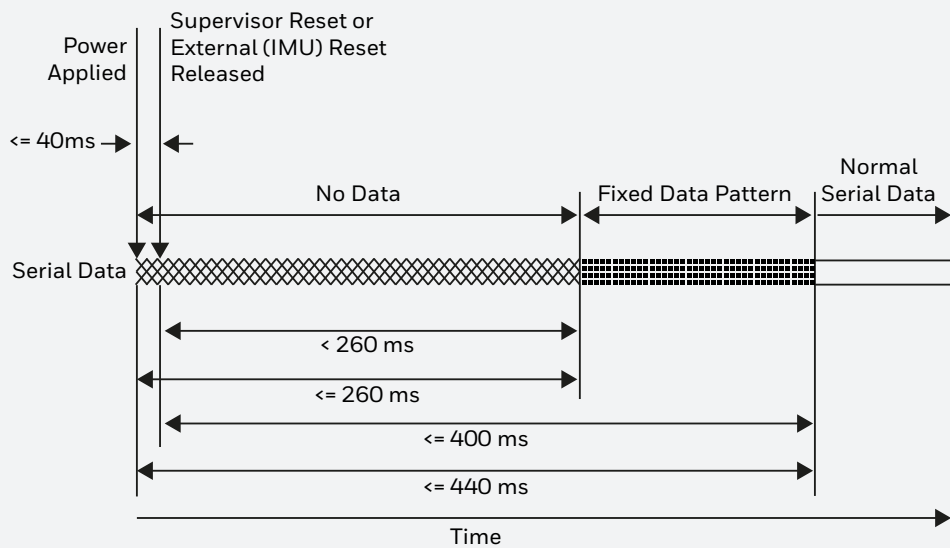 Power
Applied
Supervisor Reset or
External (IMU) Reset
Released
<= 40ms
No Data
Fixed Data Pattern
Normal
Serial Data
Serial Data
< 260 ms
<= 260 ms
<= 400 ms
<= 440 ms
Time